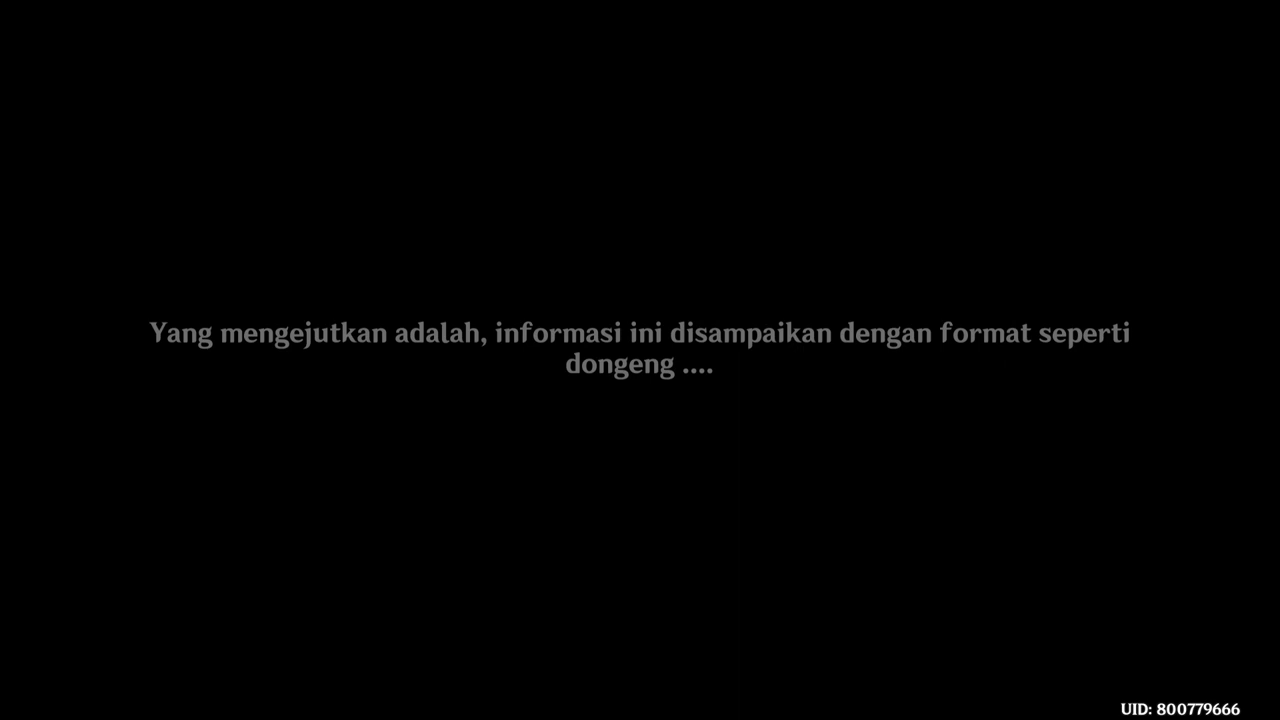 Yang mengejutkan adalah, informasi ini disampaikan dengan format seperti
dongeng ....
UID: 800779666